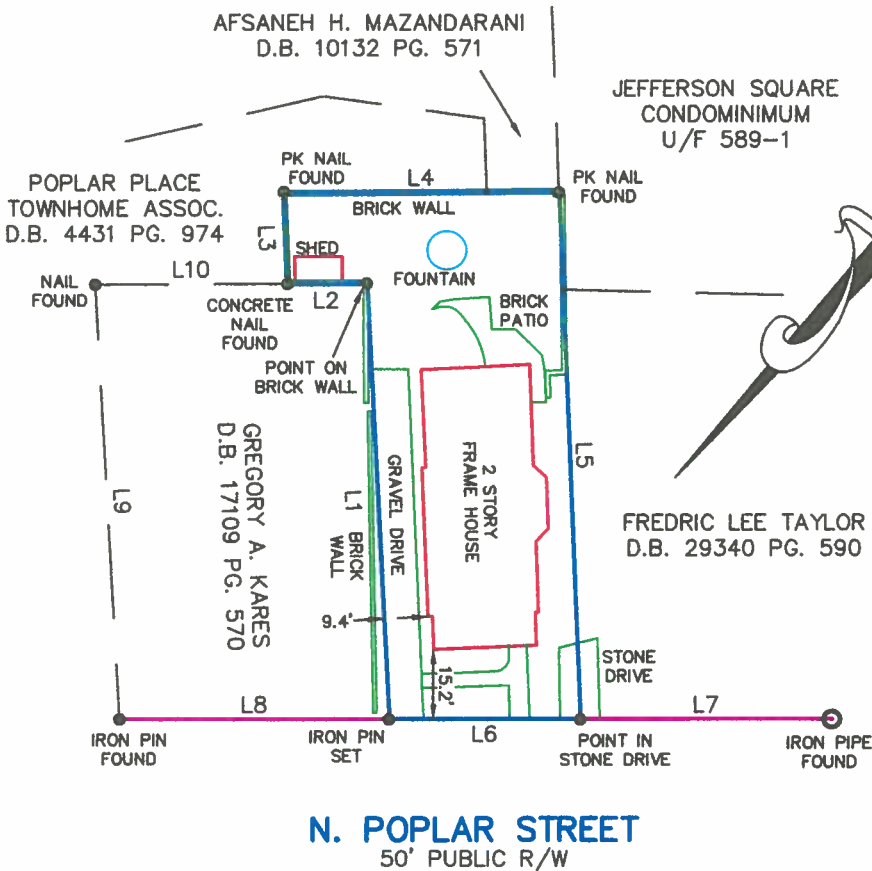 AFSANEH H. MAZANDARANI
D.B. 10132 PG. 571
JEFFERSON SQUARE
CONDOMINIMUM
U/F 589-1
PK NAIL
FOUND
L4
BRICK WALL
PK NAIL
FOUND
POPLAR PLACE
TOWNHOME ASSOC.
D.B. 4431 PG. 974
L3
SHED
FOUNTAIN
L10
L2
NAIL
FOUND
CONCRETE
NAIL
FOUND
BRICK
PATIO
POINT ON
BRICK WALL
L9
GREGORY A. KARES
D.B. 17109 PG. 570
L1 BRICK
WALL
GRAVEL DRIVE
2 STORY
FRAME HOUSE
L5
FREDRIC LEE TAYLOR
D.B. 29340 PG. 590
9.4'
15.2'
STONE
DRIVE
L8
L6
L7
IRON PIN
FOUND
IRON PIN
SET
POINT IN
STONE DRIVE
IRON PIPE
FOUND
N. POPLAR STREET
50' PUBLIC R/W